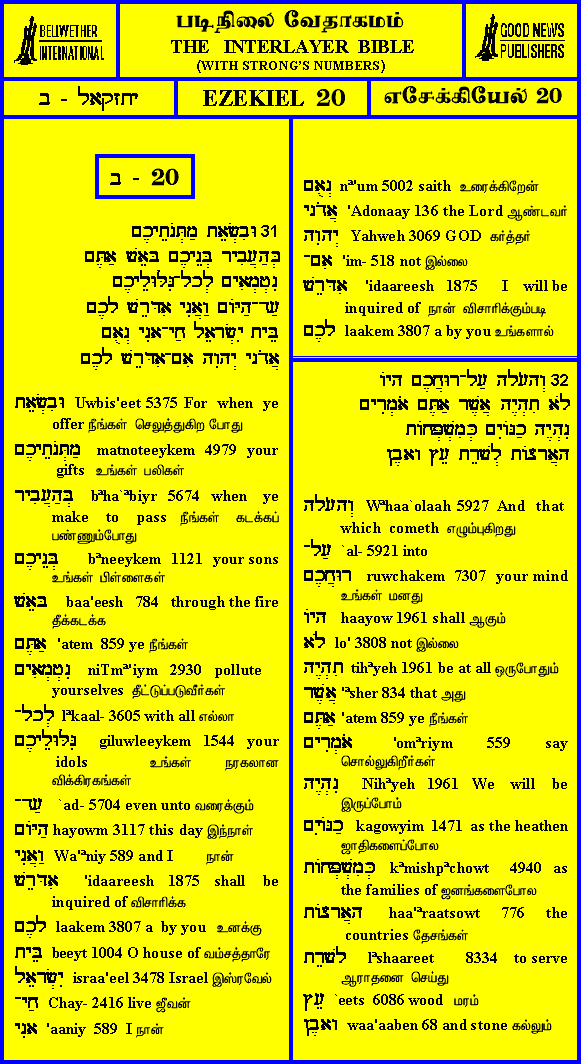 BELLWETHER
INTERNATIONAL
படிநிலை வேதாகமம்
THE INTERLAYER BIBLE
(WITH STRONG'S NUMBERS)
GOOD NEWS
PUBLISHERS
יחזקאל - ב
EZEKIEL 20
எசேக்கியேல் 20
ב - 20
31 וּבִשְׂאֵת מַתְּנֹתֵיכֶם
בְּהַעֲבִיר בְּנֵיכֶם בָּאֵשׁ אַתֶּם
נִטְמְאִים לְכָל־גִּלּוּלֵיכֶם
עַד־הַיּוֹם וַאֲנִי אִדָּרֵשׁ לָכֶם
בֵּית יִשְׂרָאֵל חַי־אָנִי נְאֻם
אֲדֹנָי יְהוִה אִם־אִדָּרֵשׁ לָכֶם
וּבִשְׂאֵת Uwbis'eet 5375 For when ye
offer நீங்கள் செலுத்துகிற போது
מַתְּנֹתֵיכֶם matnoteeykem 4979 your
gifts உங்கள் பலிகள்
בְּהַעֲבִיר bªha`ªbiyr 5674 when ye
make to pass நீங்கள் கடக்கப்
பண்ணும்போது
בְּנֵיכֶם bªneeykem 1121 your sons
உங்கள் பிள்ளைகள்
בָּאֵשׁ baa'eesh 784 through the fire
தீக்கடக்க
אַתֶּם 'atem 859 ye நீங்கள்
נִטְמְאִים niTmª'iym 2930 pollute
yourselves தீட்டுப்படுவீர்கள்
לְכָל־ lªkaal- 3605 with all எல்லா
גִּלּוּלֵיכֶם giluwleeykem 1544 your
idols உங்கள் நரகலான
விக்கிரகங்கள்
עַד־ `ad- 5704 even unto வரைக்கும்
הַיּוֹם hayowm 3117 this day இந்நாள்
וַאֲנִי Wa'ªniy 589 and I நான்
אִדָּרֵשׁ 'idaareesh 1875 shall be
inquired of விசாரிக்க
לָכֶם laakem 3807 a by you உனக்கு
בֵּית beeyt 1004 O house of வம்சத்தாரே
יִשְׂרָאֵל israa'eel 3478 Israel இஸ்ரவேல்
חַי־ Chay- 2416 live ஜீவன்
אָנִי 'aaniy 589 I நான்
נְאֻם nª'um 5002 saith உரைக்கிறேன்
אֲדֹנָי 'Adonaay 136 the Lord ஆண்டவர்
יְהוִה Yahweh 3069 GOD கர்த்தர்
אִם־ 'im- 518 not இல்லை
אִדָּרֵשׁ 'idaareesh 1875 I will be
inquired of நான் விசாரிக்கும்படி
לָכֶם laakem 3807 a by you உங்களால்
32 וְהָעֹלָה עַל־רוּחֲכֶם הָיוֹ
לֹא תִהְיֶה אֲשֶׁר אַתֶּם אֹמְרִים
נִהְיֶה כַגּוֹיִם כְּמִשְׁפְּחוֹת
הָאֲרָצוֹת לְשָׁרֵת עֵץ וָאָבֶן
וְהָעֹלָה Wªhaa`olaah 5927 And that
which cometh எழும்புகிறது
עַל־ `al- 5921 into
רוּחֲכֶם ruwchakem 7307 your mind
உங்கள் மனது
הָיוֹ haayow 1961 shall ஆகும்
לֹא lo' 3808 not இல்லை
תִהְיֶה tihªyeh 1961 be at all ஒருபோதும்
אֲשֶׁר 'ªsher 834 that அது
אַתֶּם 'atem 859 ye நீங்கள்
אֹמְרִים 'omªriym 559 say
சொல்லுகிறீர்கள்
נִהְיֶה Nihªyeh 1961 We will be
இருப்போம்
כַגּוֹיִם kagowyim 1471 as the heathen
ஜாதிகளைப்போல
כְּמִשְׁפְּחוֹת kªmishpªchowt 4940 as
the families of ஜனங்களைபோல
הָאֲרָצוֹת haa'ªraatsowt 776 the
countries தேசங்கள்
לְשָׁרֵת lªshaareet 8334 to serve
ஆராதனை செய்து
עֵץ `eets 6086 wood மரம்
וָאָבֶן waa'aaben 68 and stone கல்லும்